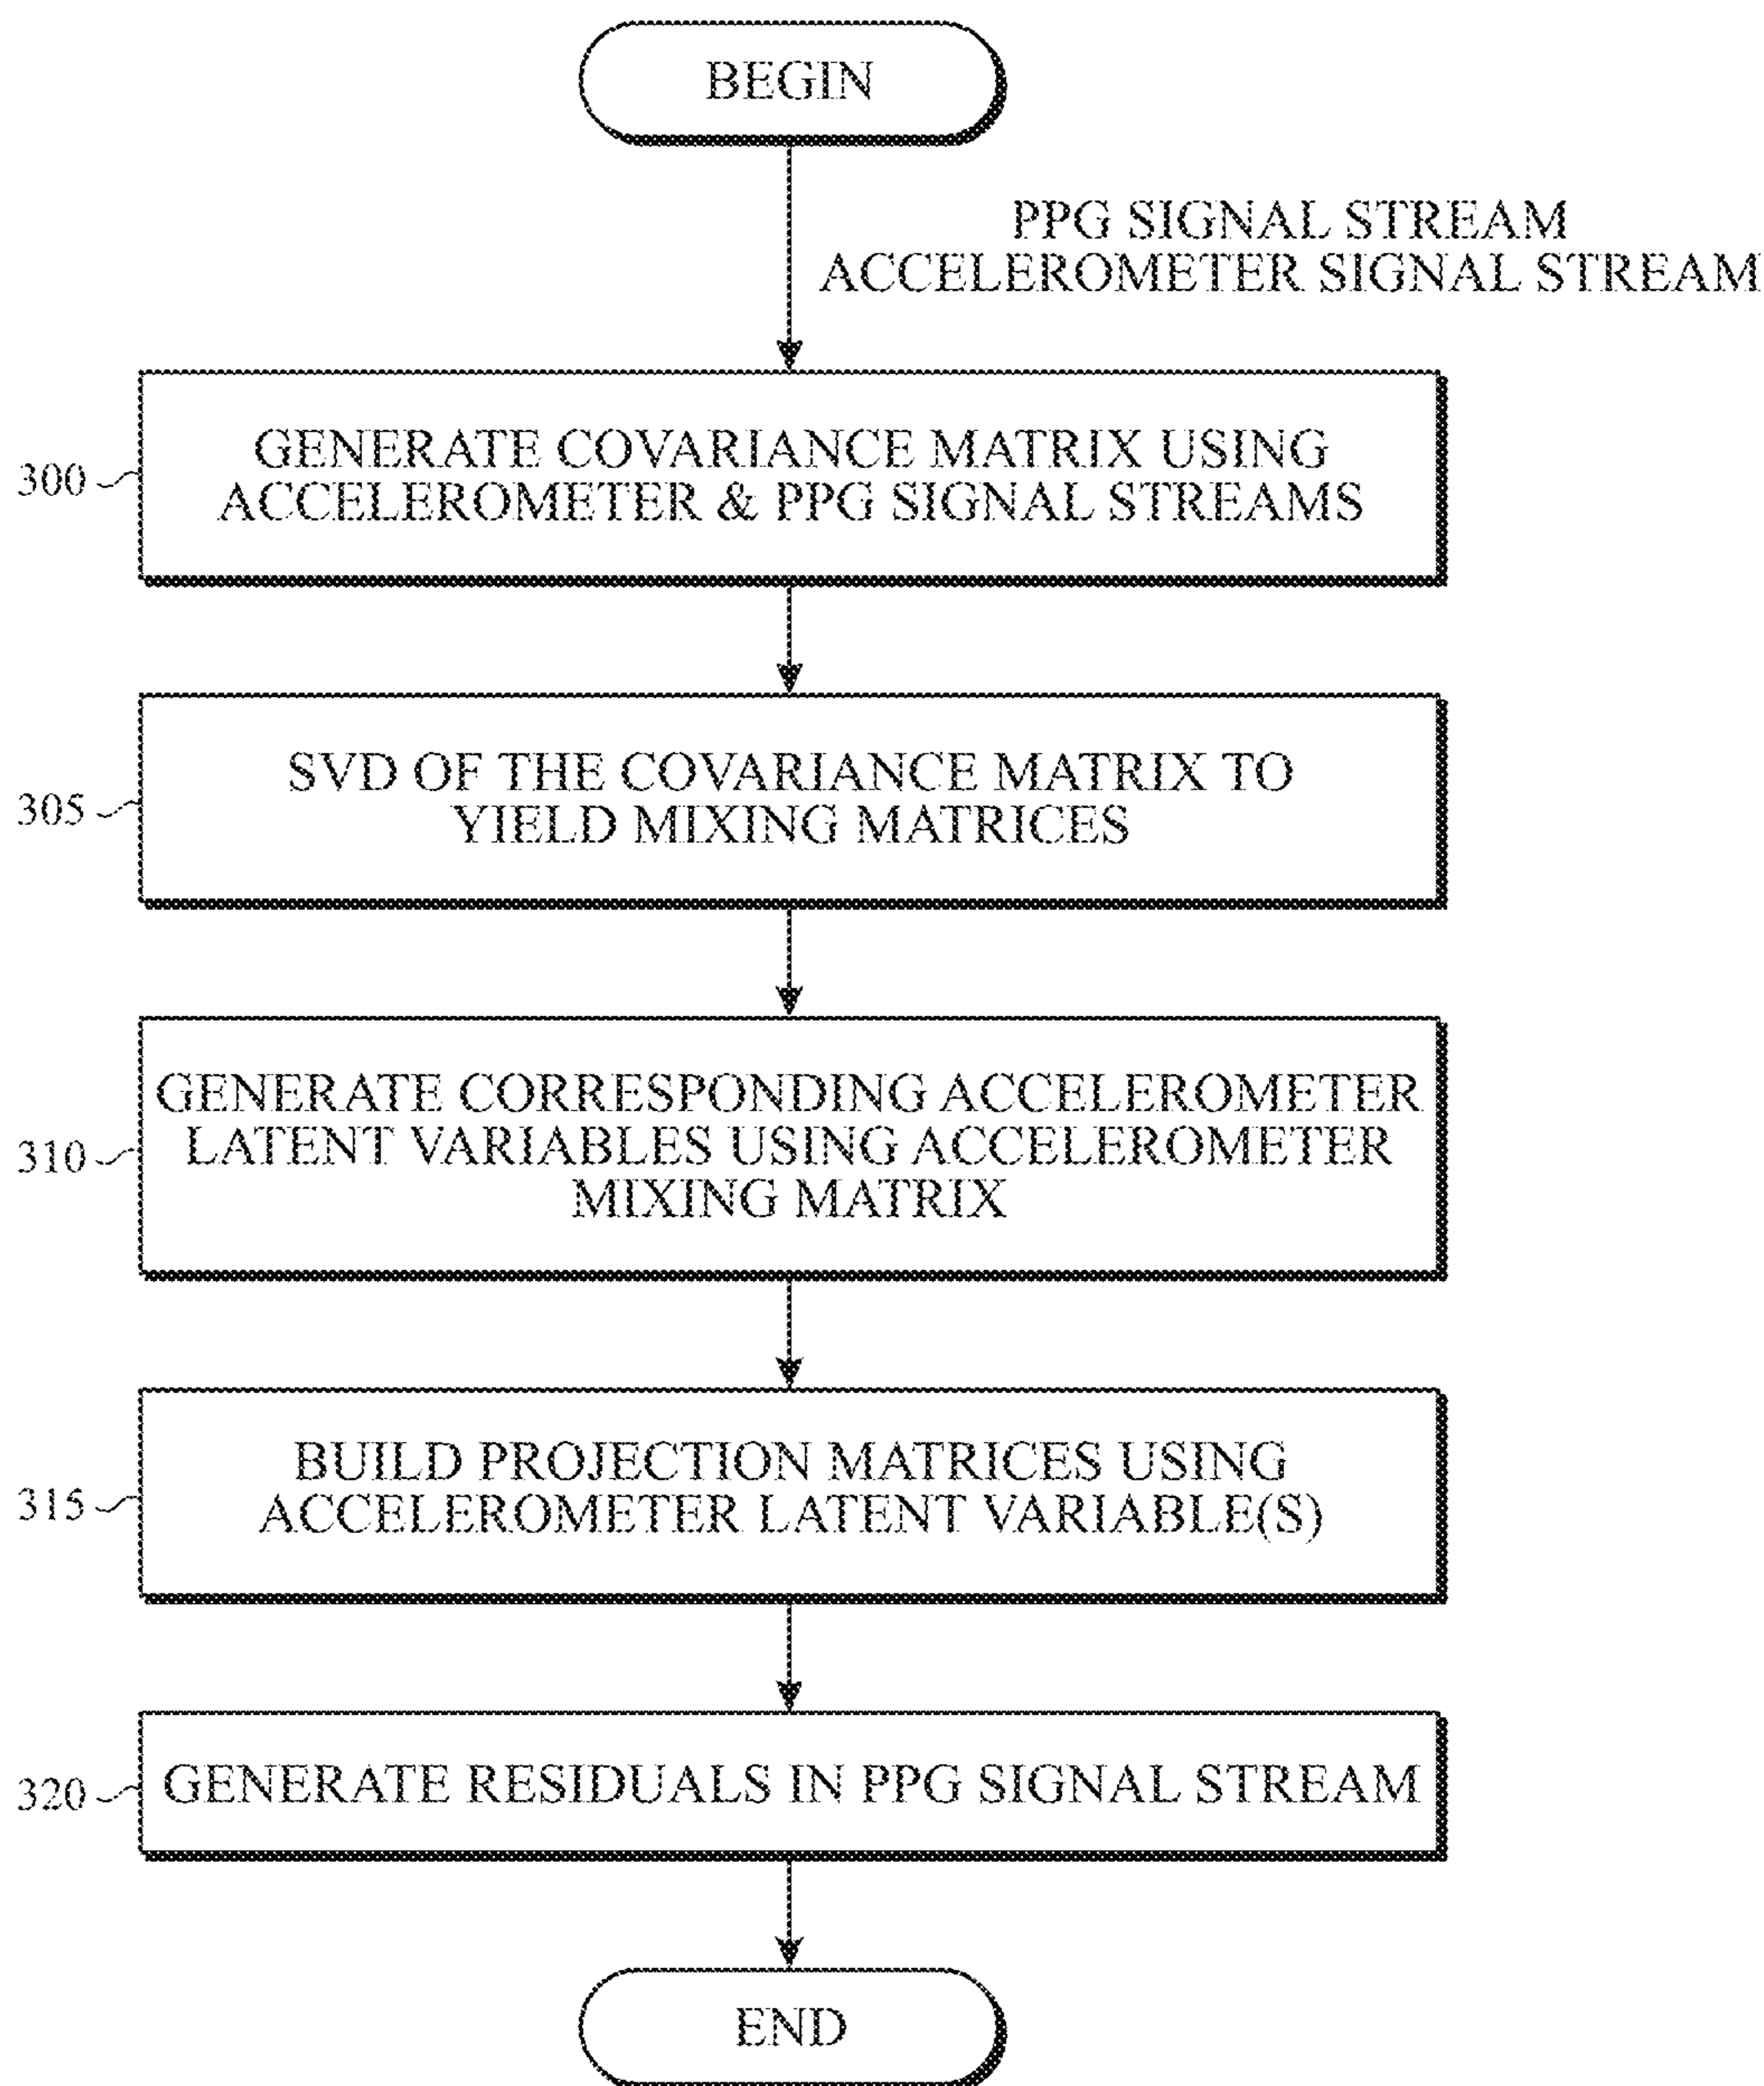 BEGIN
PPG SIGNAL STREAM
ACCELEROMETER SIGNAL STREAM
300
GENERATE COVARIANCE MATRIX USING
ACCELEROMETER & PPG SIGNAL STREAMS
305
SVD OF THE COVARIANCE MATRIX TO
YIELD MIXING MATRICES
310
GENERATE CORRESPONDING ACCELEROMETER
LATENT VARIABLES USING ACCELEROMETER
MIXING MATRIX
315
BUILD PROJECTION MATRICES USING
ACCELEROMETER LATENT VARIABLE(S)
320
GENERATE RESIDUALS IN PPG SIGNAL STREAM
END